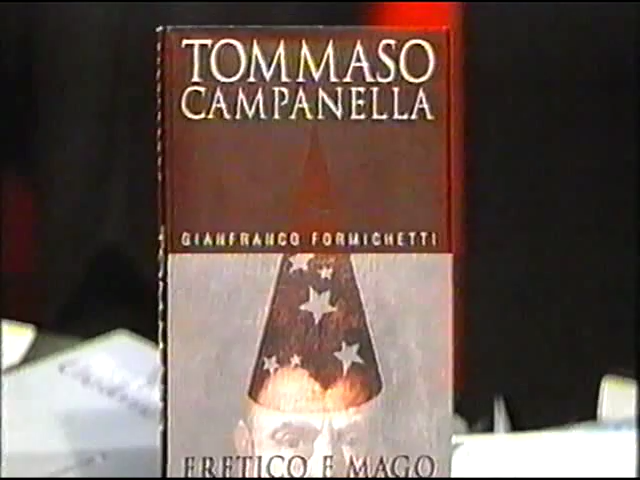 TOMMASO
CAMPANELLA
GIANFRANCO FORMICHETTI
ERETICO E MAGO